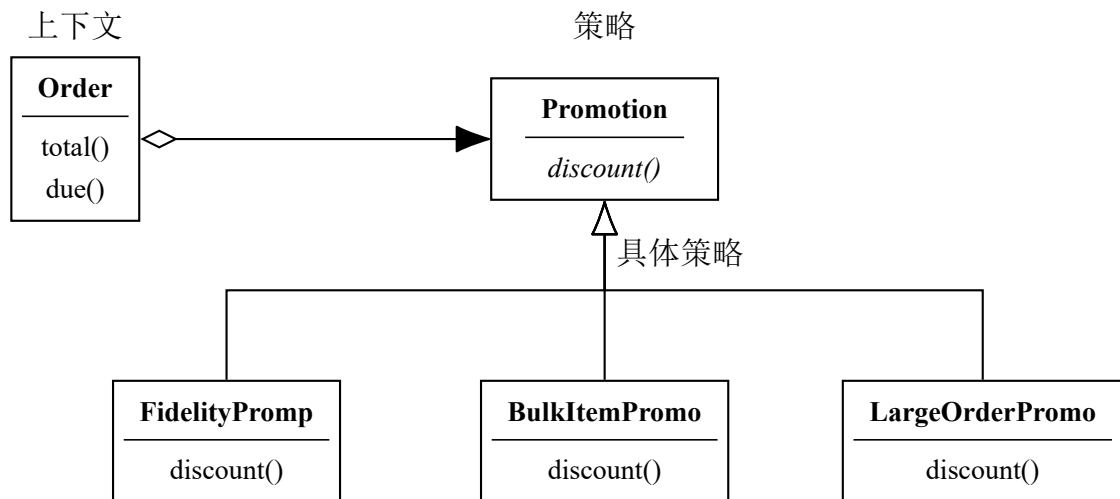 上下文
策略
Order
total()
due()
Promotion
discount()
具体策略
FidelityPromp
discount()
BulkItemPromo
discount()
LargeOrderPromo
discount()